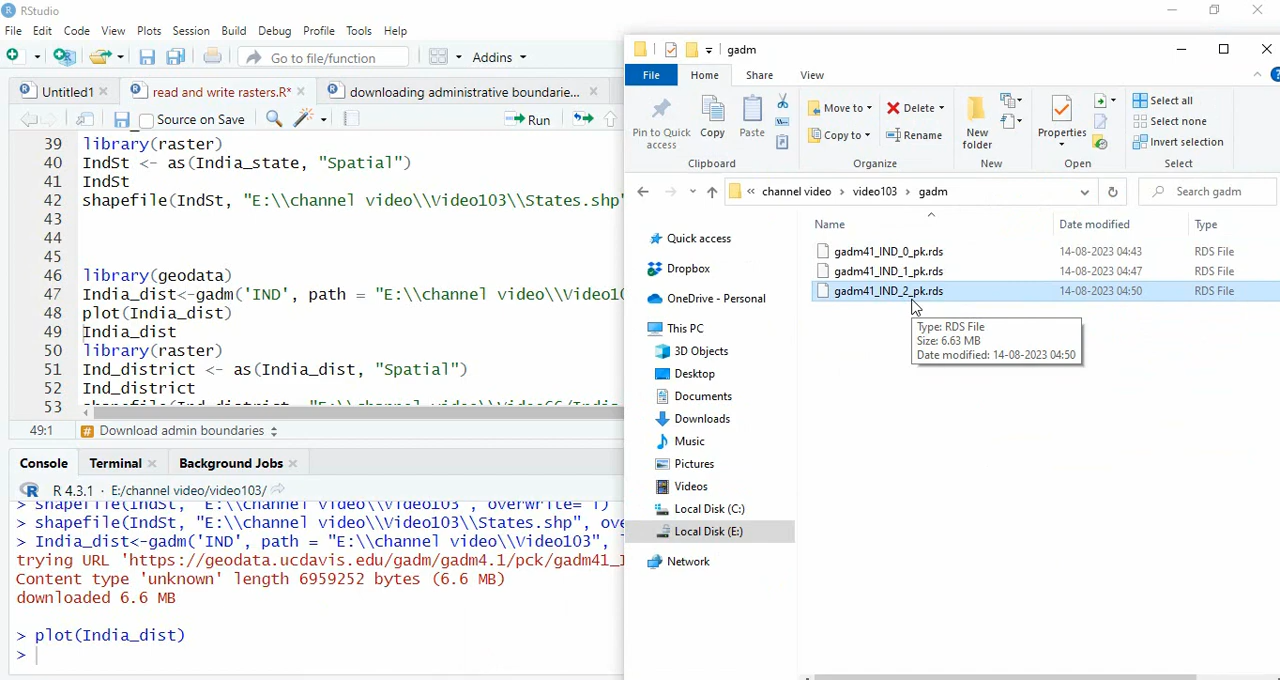 RStudio
File Edit Code View Plots Session Build Debug Profile Tools Help
Go to file/function
Addins
Untitled1
read and write rasters.R*
downloading administrative boundarie...
Source on Save
Run
39 library(raster)
40 IndSt <- as(India_state, "Spatial")
41 IndSt
42 shapefile(IndSt, "E:\\channel video\\Video103\\States.shp"
43
44
45
46 library(geodata)
47 India_dist<-gadm('IND', path = "E:\\channel video\\Video10
48 plot(India_dist)
49 India_dist
50 library(raster)
51 Ind_district <- as(India_dist, "Spatial")
52 Ind_district
53
49:1
# Download admin boundaries
Console Terminal Background Jobs
R 4.3.1 · E:/channel video/video103/
> shapefile(IndSt, "E:\\channel video\\Video103", overwrite= T)
> shapefile(IndSt, "E:\\channel video\\Video103\\States.shp", ove
> India_dist<-gadm('IND', path = "E:\\channel video\\Video103",
trying URL 'https://geodata.ucdavis.edu/gadm/gadm4.1/pck/gadm41_
Content type 'unknown' length 6959252 bytes (6.6 MB)
downloaded 6.6 MB
> plot(India_dist)
>
gadm
File Home Share View
Pin to Quick access
Copy
Paste
Clipboard
Move to
Copy to
Delete
Rename
Organize
New folder
New
Properties
Open
Select all
Select none
Invert selection
Select
« channel video › video103 › gadm
Search gadm
Name Date modified Type
gadm41_IND_0_pk.rds 14-08-2023 04:43 RDS File
gadm41_IND_1_pk.rds 14-08-2023 04:47 RDS File
gadm41_IND_2_pk.rds 14-08-2023 04:50 RDS File
Type: RDS File
Size: 6.63 MB
Date modified: 14-08-2023 04:50
Quick access
Dropbox
OneDrive - Personal
This PC
3D Objects
Desktop
Documents
Downloads
Music
Pictures
Videos
Local Disk (C:)
Local Disk (E:)
Network